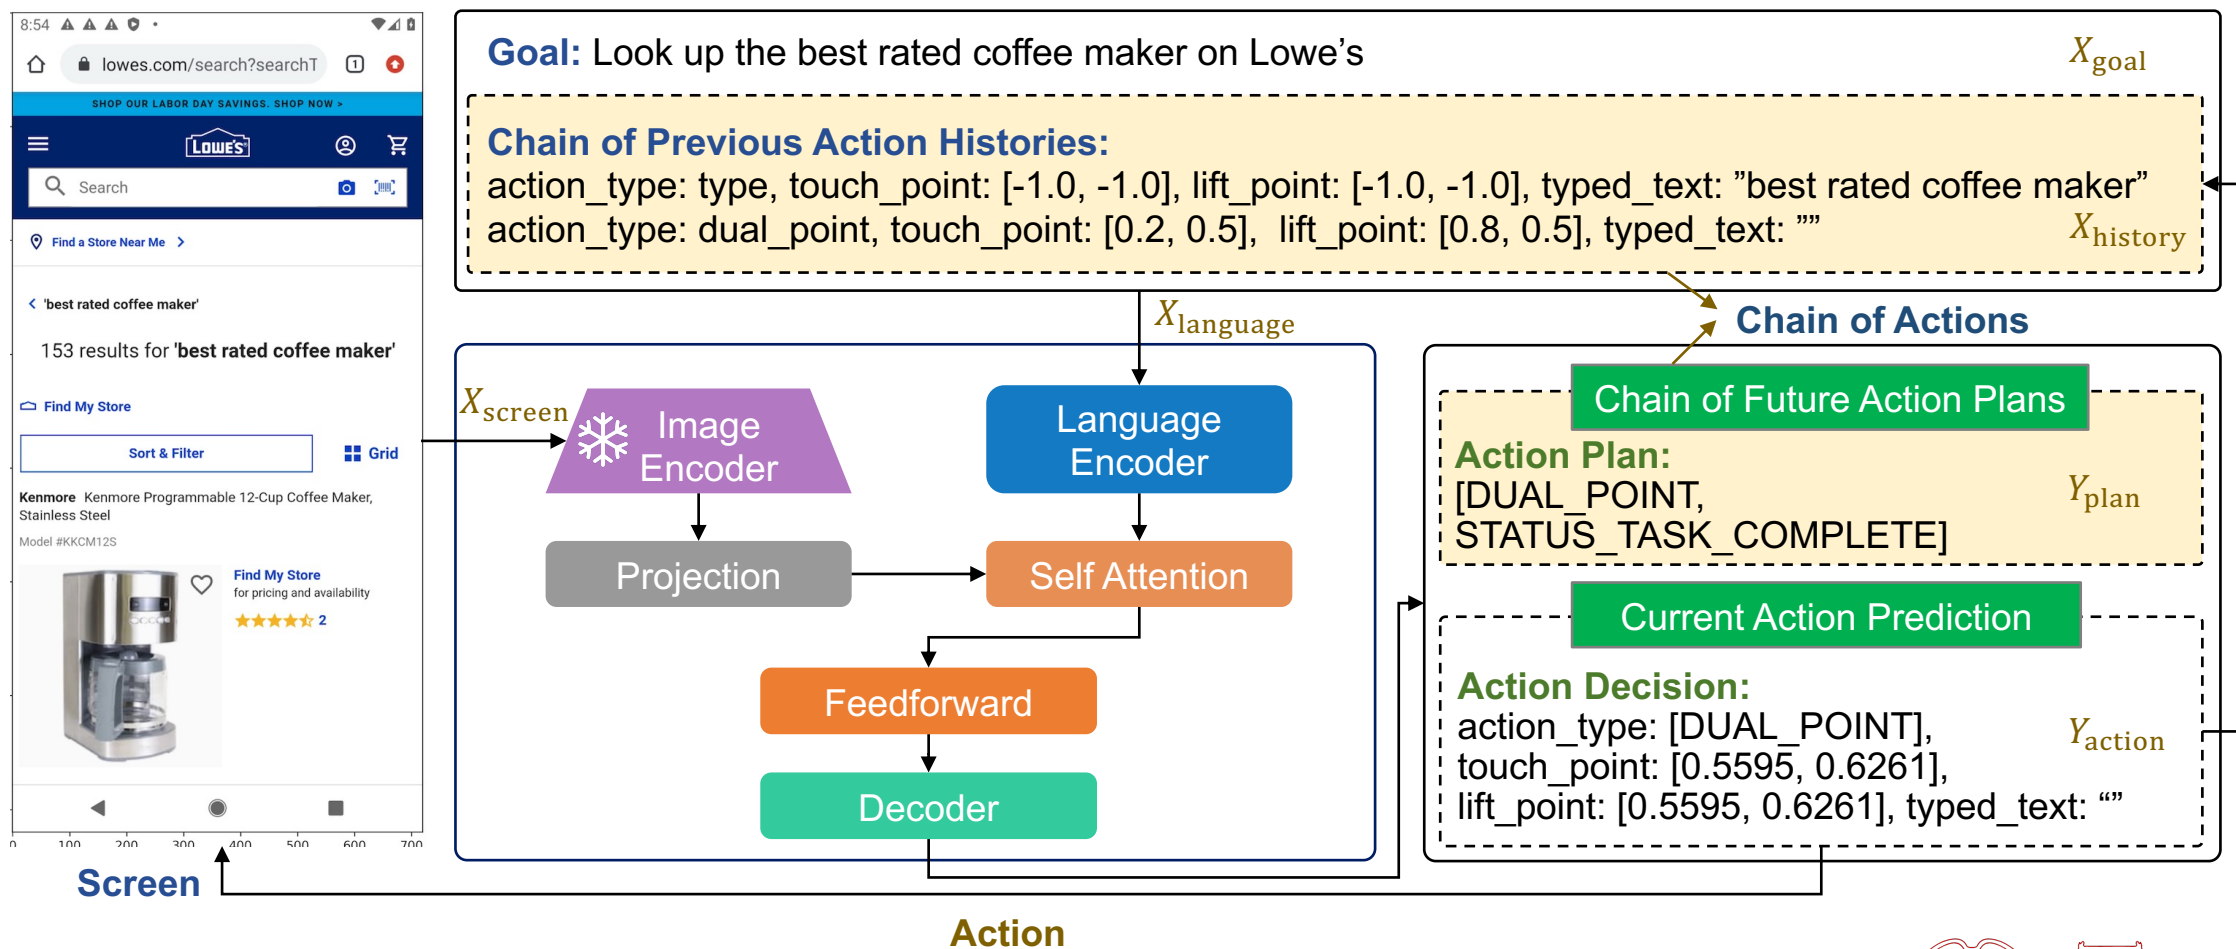 8:54
lowes.com/search?searchT
1
SHOP OUR LABOR DAY SAVINGS. SHOP NOW >
LOWE'S
Search
Find a Store Near Me >
< 'best rated coffee maker'
153 results for 'best rated coffee maker'
Find My Store
Sort & Filter
Grid
Kenmore Kenmore Programmable 12-Cup Coffee Maker,
Stainless Steel
Model #KKCM12S
Find My Store
for pricing and availability
2
0 100 200 300 400 500 600 700
Screen
Goal: Look up the best rated coffee maker on Lowe's
X_goal
Chain of Previous Action Histories:
action_type: type, touch_point: [-1.0, -1.0], lift_point: [-1.0, -1.0], typed_text: ”best rated coffee maker”
action_type: dual_point, touch_point: [0.2, 0.5], lift_point: [0.8, 0.5], typed_text: ””
X_history
X_language
X_screen
Image
Encoder
Language
Encoder
Projection
Self Attention
Feedforward
Decoder
Chain of Actions
Chain of Future Action Plans
Action Plan:
[DUAL_POINT,
STATUS_TASK_COMPLETE]
Y_plan
Current Action Prediction
Action Decision:
action_type: [DUAL_POINT],
touch_point: [0.5595, 0.6261],
lift_point: [0.5595, 0.6261], typed_text: “”
Y_action
Action